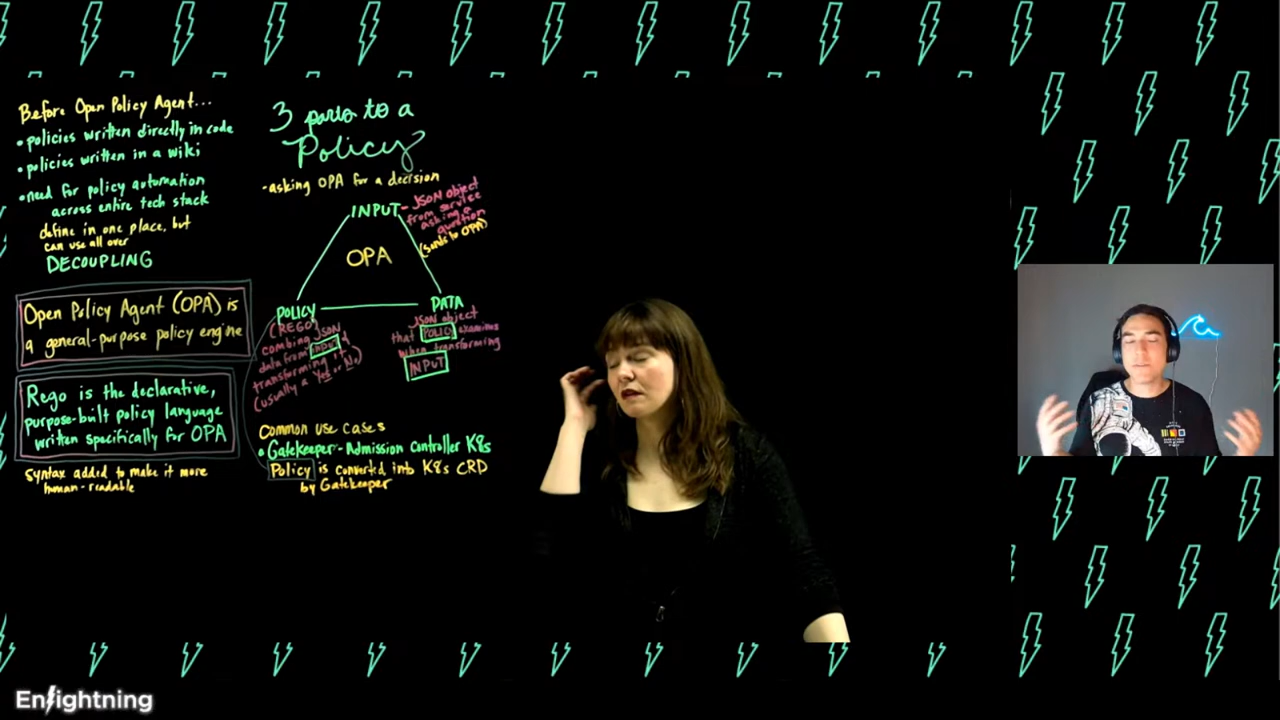 Before Open Policy Agent...
• policies written directly in code
• policies written in a wiki
• need for policy automation
across entire tech stack
define in one place, but
can use all over
DECOUPLING
Open Policy Agent (OPA) is
a general-purpose policy engine
Rego is the declarative,
purpose-built policy language
written specifically for OPA
Syntax added to make it more
human-readable
3 parts to a
Policy
- asking OPA for a decision
INPUT - JSON object
from service
asking a
question
(sends to OPA)
OPA
POLICY
(REGO)
combining JSON
data from INPUT &
transforming it
(usually a Yes or No)
DATA
JSON object
that POLICY examines
when transforming
INPUT
Common use cases
• Gatekeeper - Admission Controller K8s
Policy is converted into K8s CRD
by Gatekeeper
Enlightning